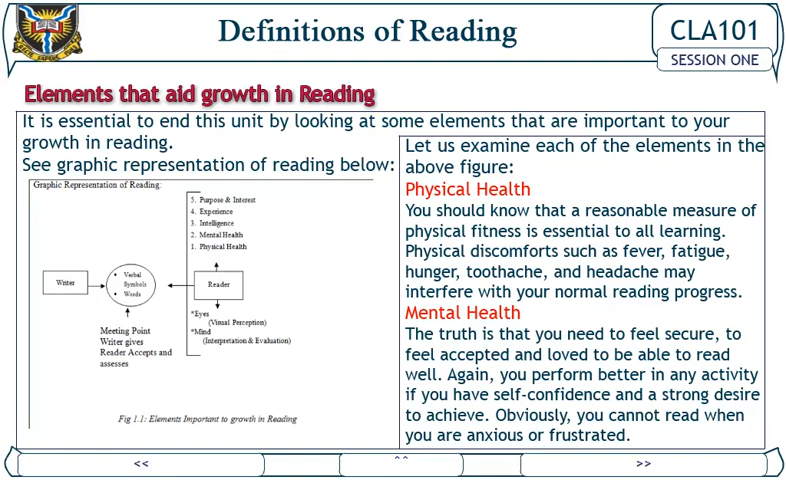 Definitions of Reading
CLA101
SESSION ONE
Elements that aid growth in Reading
It is essential to end this unit by looking at some elements that are important to your
growth in reading.
See graphic representation of reading below:
Graphic Representation of Reading:
5. Purpose & Interest
4. Experience
3. Intelligence
2. Mental Health
1. Physical Health
Writer
• Verbal
Symbols
• Words
Reader
*Eyes
(Visual Perception)
*Mind
(Interpretation & Evaluation)
Meeting Point
Writer gives
Reader Accepts and
assesses
Fig 1.1: Elements Important to growth in Reading
Let us examine each of the elements in the
above figure:
Physical Health
You should know that a reasonable measure of
physical fitness is essential to all learning.
Physical discomforts such as fever, fatigue,
hunger, toothache, and headache may
interfere with your normal reading progress.
Mental Health
The truth is that you need to feel secure, to
feel accepted and loved to be able to read
well. Again, you perform better in any activity
if you have self-confidence and a strong desire
to achieve. Obviously, you cannot read when
you are anxious or frustrated.
<<
^^
>>